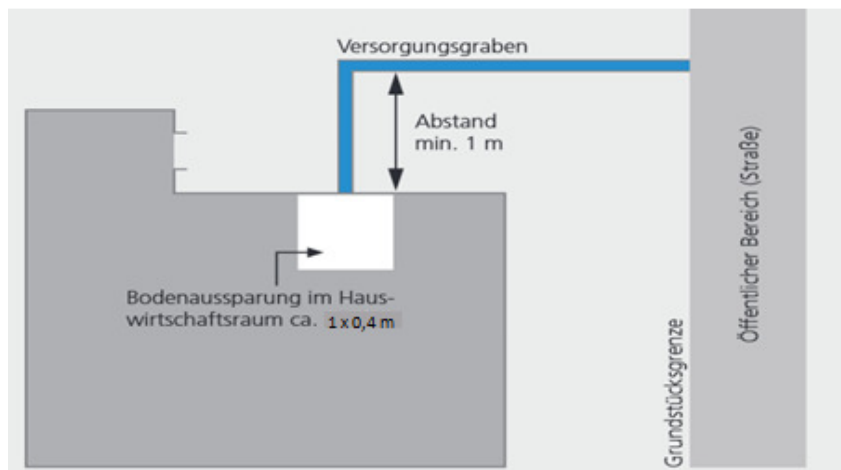 Versorgungsgraben
Abstand
min. 1 m
Bodenaussparung im Haus-
wirtschaftsraum ca. 1 x 0,4 m
Grundstücksgrenze
Öffentlicher Bereich (Straße)